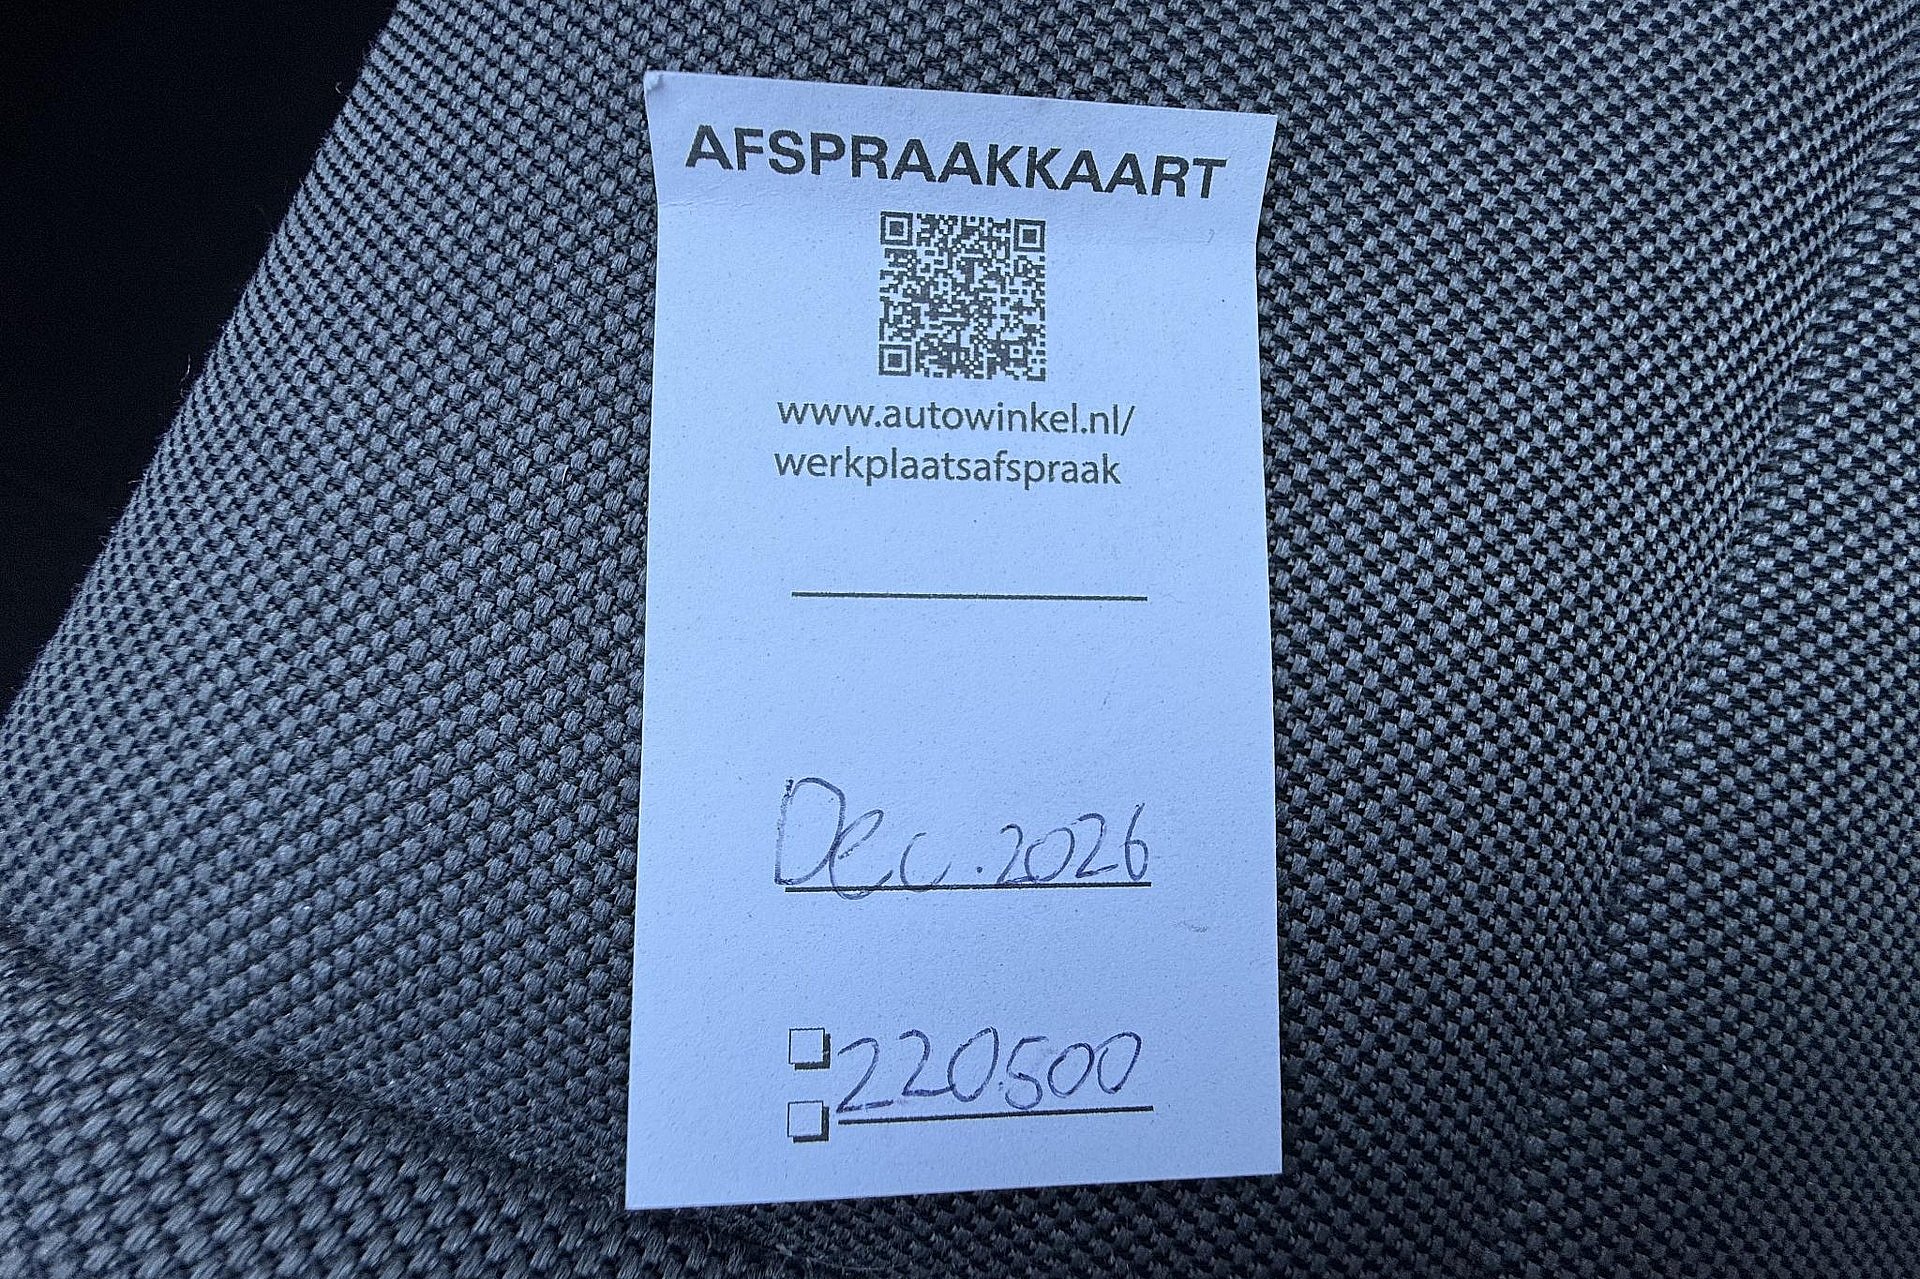 AFSPRAAKKAART
www.autowinkel.nl/
werkplaatsafspraak
Dec. 2026
220.500